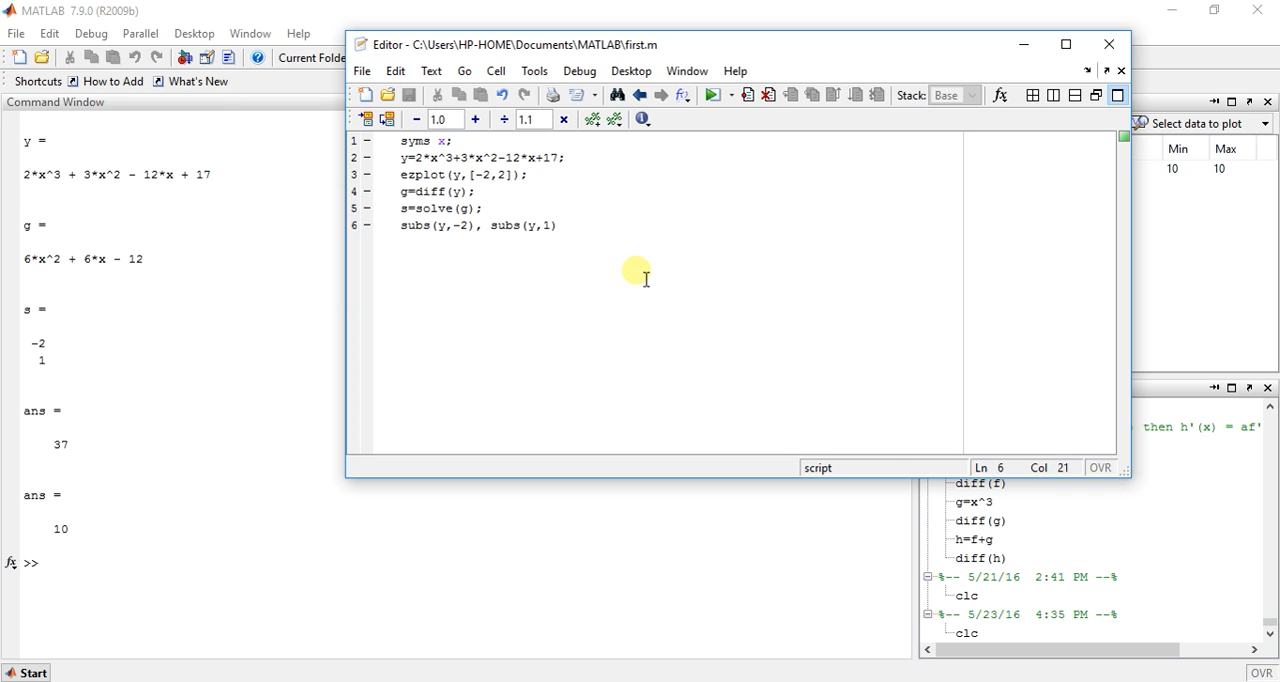 MATLAB 7.9.0 (R2009b)
File Edit Debug Parallel Desktop Window Help
Current Folde
Shortcuts How to Add What's New
Command Window
y =
2*x^3 + 3*x^2 - 12*x + 17
g =
6*x^2 + 6*x - 12
s =
-2
1
ans =
37
ans =
10
fx >>
Editor - C:\Users\HP-HOME\Documents\MATLAB\first.m
File Edit Text Go Cell Tools Debug Desktop Window Help
Stack: Base fx
- 1.0 + ÷ 1.1 ×
1 - syms x;
2 - y=2*x^3+3*x^2-12*x+17;
3 - ezplot(y,[-2,2]);
4 - g=diff(y);
5 - s=solve(g);
6 - subs(y,-2), subs(y,1)
script Ln 6 Col 21 OVR
Select data to plot
Min Max
10 10
then h'(x) = af'
diff(f)
g=x^3
diff(g)
h=f+g
diff(h)
%-- 5/21/16 2:41 PM --%
clc
%-- 5/23/16 4:35 PM --%
clc
Start
OVR